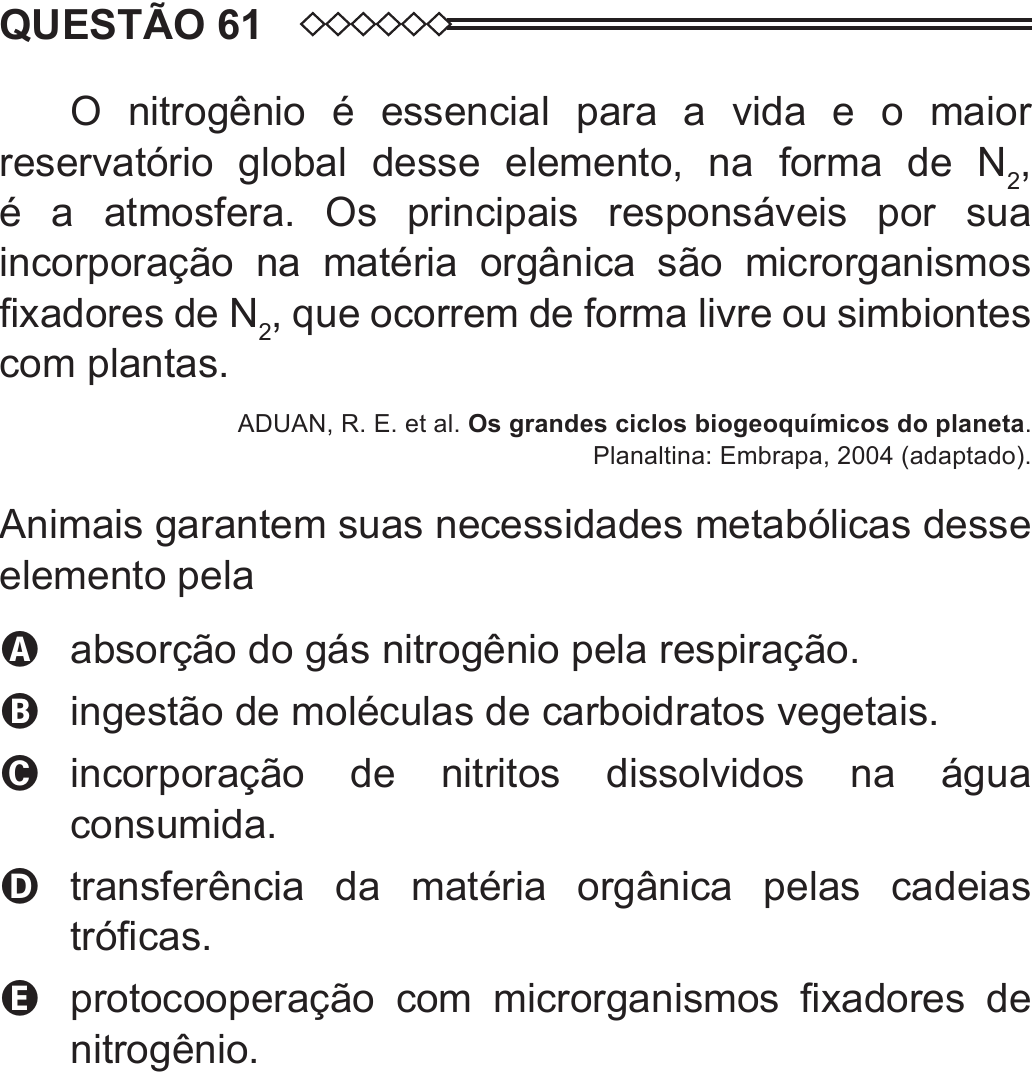 QUESTÃO 61
O nitrogênio é essencial para a vida e o maior
reservatório global desse elemento, na forma de N₂,
é a atmosfera. Os principais responsáveis por sua
incorporação na matéria orgânica são microrganismos
fixadores de N₂, que ocorrem de forma livre ou simbiontes
com plantas.
ADUAN, R. E. et al. Os grandes ciclos biogeoquímicos do planeta.
Planaltina: Embrapa, 2004 (adaptado).
Animais garantem suas necessidades metabólicas desse
elemento pela
A absorção do gás nitrogênio pela respiração.
B ingestão de moléculas de carboidratos vegetais.
C incorporação de nitritos dissolvidos na água
consumida.
D transferência da matéria orgânica pelas cadeias
tróficas.
E protocooperação com microrganismos fixadores de
nitrogênio.